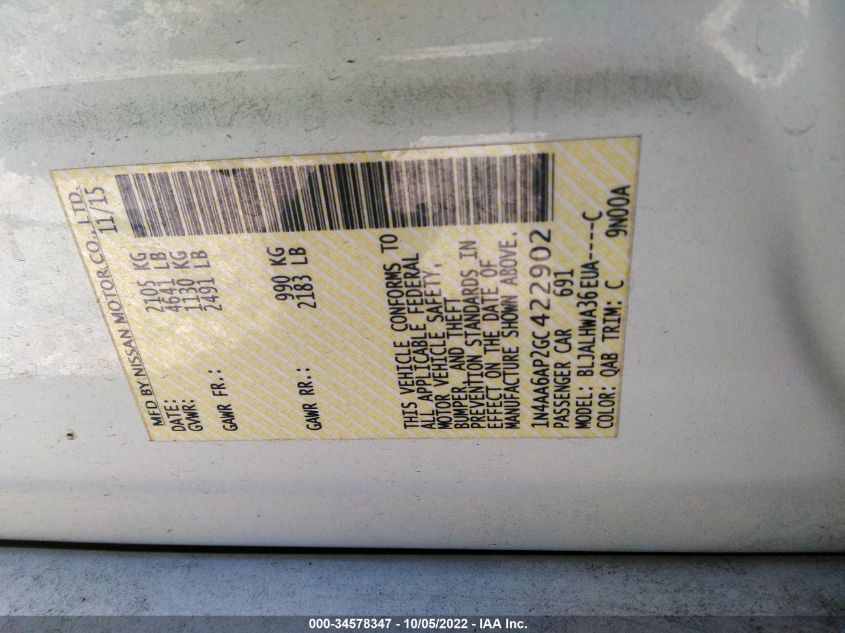 MFD BY NISSAN MOTOR CO., LTD.
DATE: 11/15
GVWR: 2105 KG
4641 LB
GAWR FR.: 1130 KG
2491 LB
GAWR RR.: 990 KG
2183 LB
THIS VEHICLE CONFORMS TO
ALL APPLICABLE FEDERAL
MOTOR VEHICLE SAFETY,
BUMPER, AND THEFT
PREVENTION STANDARDS IN
EFFECT ON THE DATE OF
MANUFACTURE SHOWN ABOVE.
1N4AA6AP2GC422902
PASSENGER CAR 691
MODEL: BLJALHWA36EUA----C
COLOR: QAB TRIM: C 9N00A
000-34578347 - 10/05/2022 - IAA Inc.